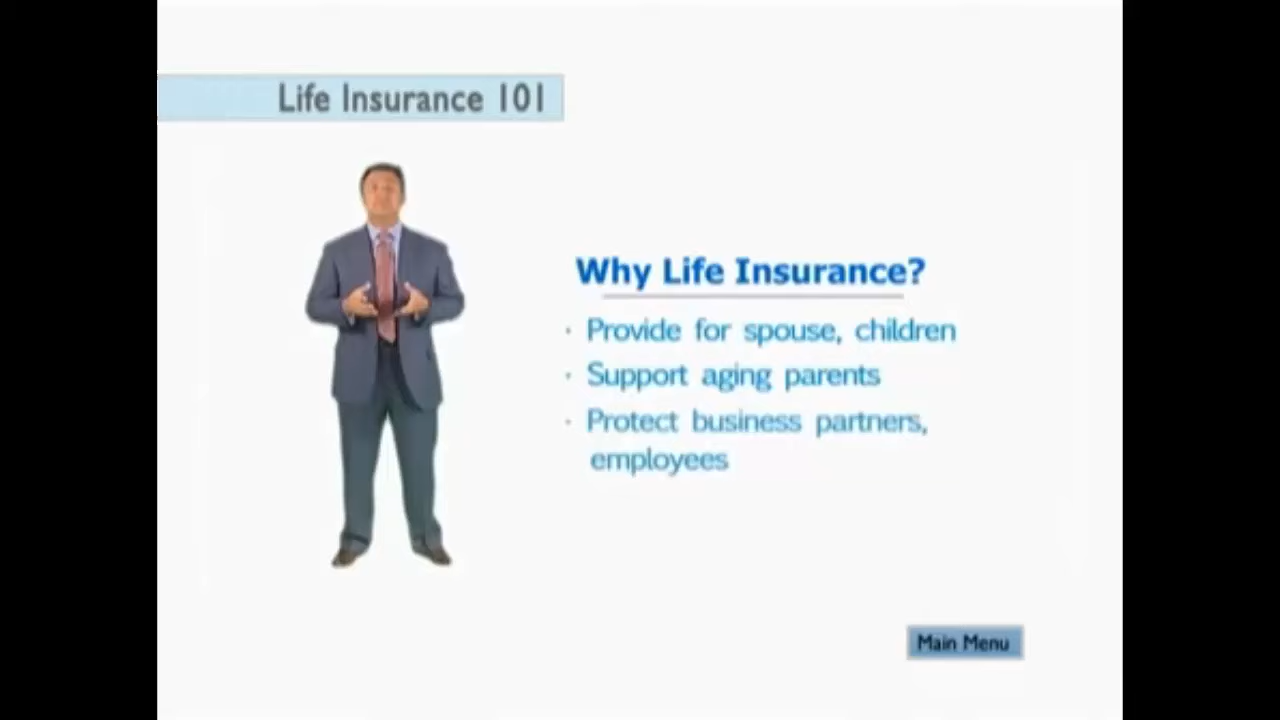 Life Insurance 101
Why Life Insurance?
· Provide for spouse, children
· Support aging parents
· Protect business partners,
employees
Main Menu